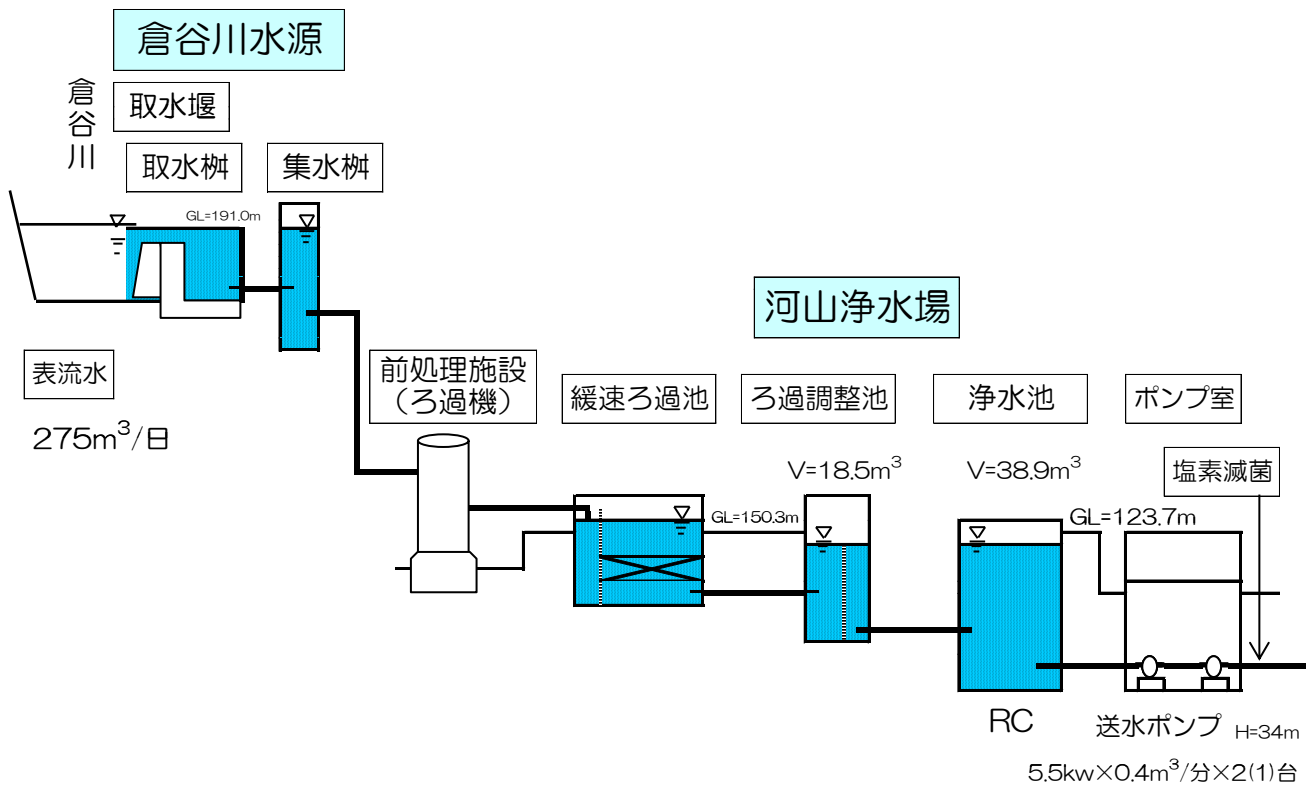 倉谷川水源
倉谷川
取水堰
取水桝
集水桝
GL=191.0m
河山浄水場
表流水
275m³/日
前処理施設
（ろ過機）
緩速ろ過池
ろ過調整池
浄水池
ポンプ室
V=18.5m³
V=38.9m³
塩素滅菌
GL=150.3m
GL=123.7m
RC
送水ポンプ H=34m
5.5kw×0.4m³/分×2(1)台